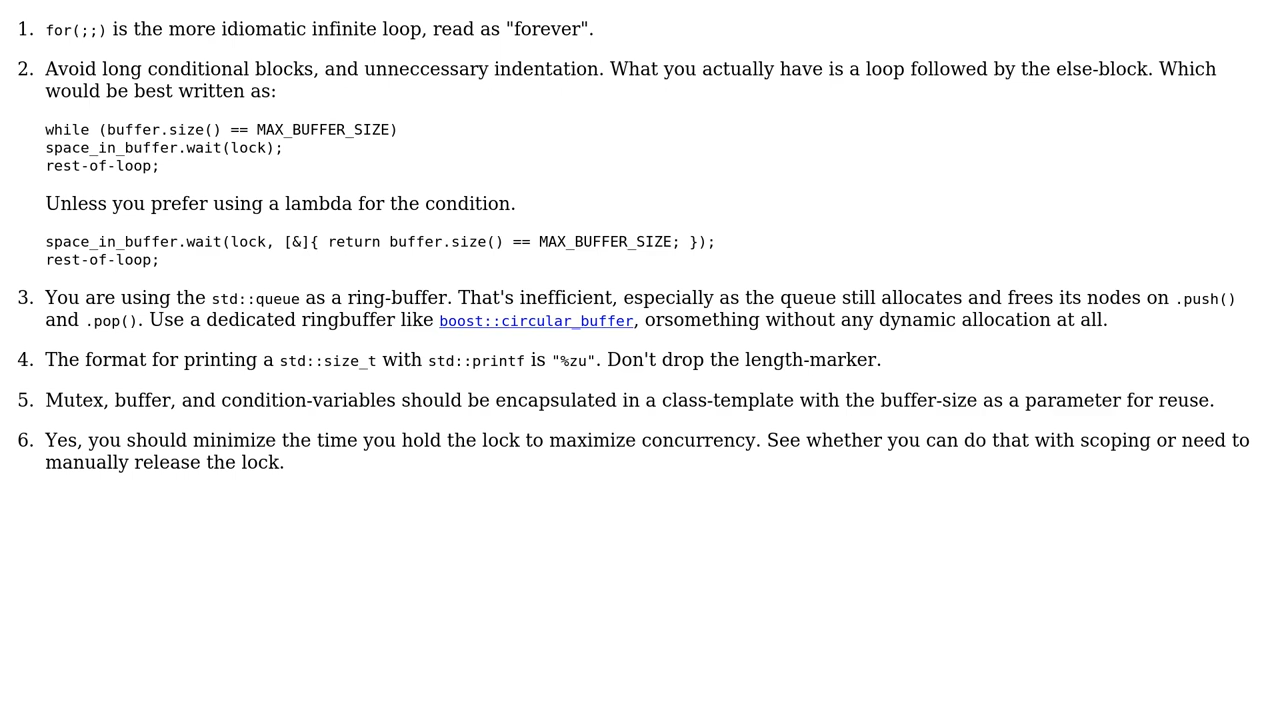 1. for(;;) is the more idiomatic infinite loop, read as "forever".
2. Avoid long conditional blocks, and unneccessary indentation. What you actually have is a loop followed by the else-block. Which
would be best written as:
while (buffer.size() == MAX_BUFFER_SIZE)
space_in_buffer.wait(lock);
rest-of-loop;
Unless you prefer using a lambda for the condition.
space_in_buffer.wait(lock, [&]{ return buffer.size() == MAX_BUFFER_SIZE; });
rest-of-loop;
3. You are using the std::queue as a ring-buffer. That's inefficient, especially as the queue still allocates and frees its nodes on .push()
and .pop(). Use a dedicated ringbuffer like boost::circular_buffer, orsomething without any dynamic allocation at all.
4. The format for printing a std::size_t with std::printf is "%zu". Don't drop the length-marker.
5. Mutex, buffer, and condition-variables should be encapsulated in a class-template with the buffer-size as a parameter for reuse.
6. Yes, you should minimize the time you hold the lock to maximize concurrency. See whether you can do that with scoping or need to
manually release the lock.